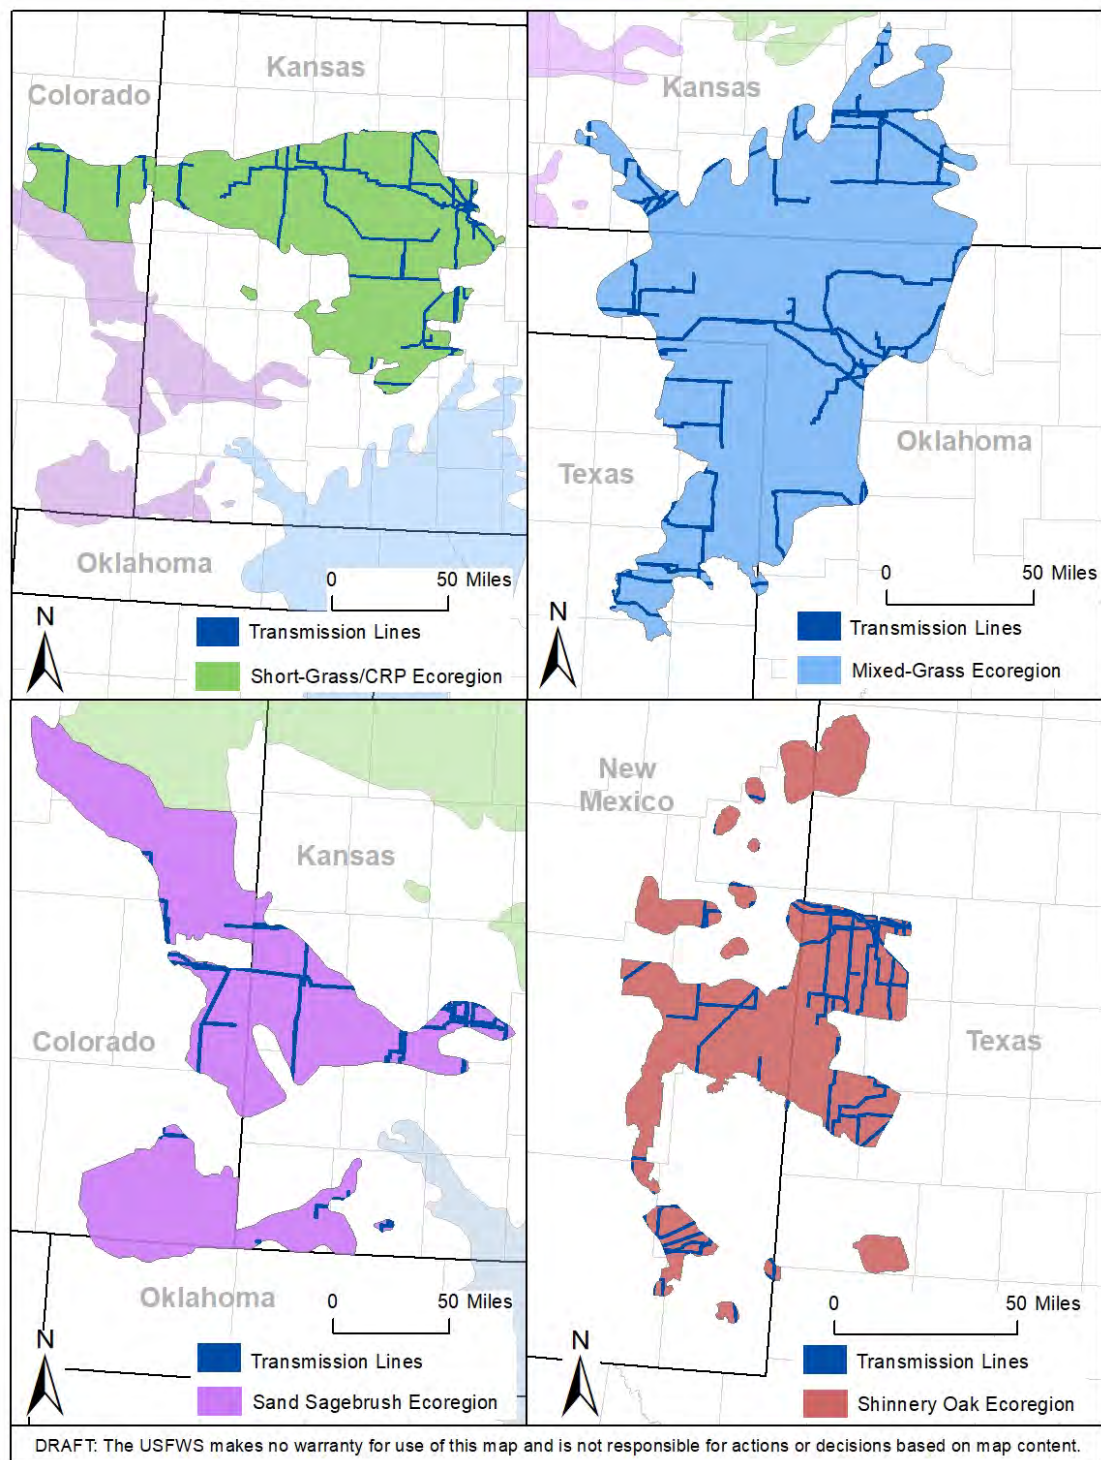 Kansas
Colorado
Oklahoma
0 50 Miles
N
Transmission Lines
Short-Grass/CRP Ecoregion
Kansas
Texas
Oklahoma
0 50 Miles
N
Transmission Lines
Mixed-Grass Ecoregion
Kansas
Colorado
Oklahoma
0 50 Miles
N
Transmission Lines
Sand Sagebrush Ecoregion
New
Mexico
Texas
0 50 Miles
N
Transmission Lines
Shinnery Oak Ecoregion
DRAFT: The USFWS makes no warranty for use of this map and is not responsible for actions or decisions based on map content.